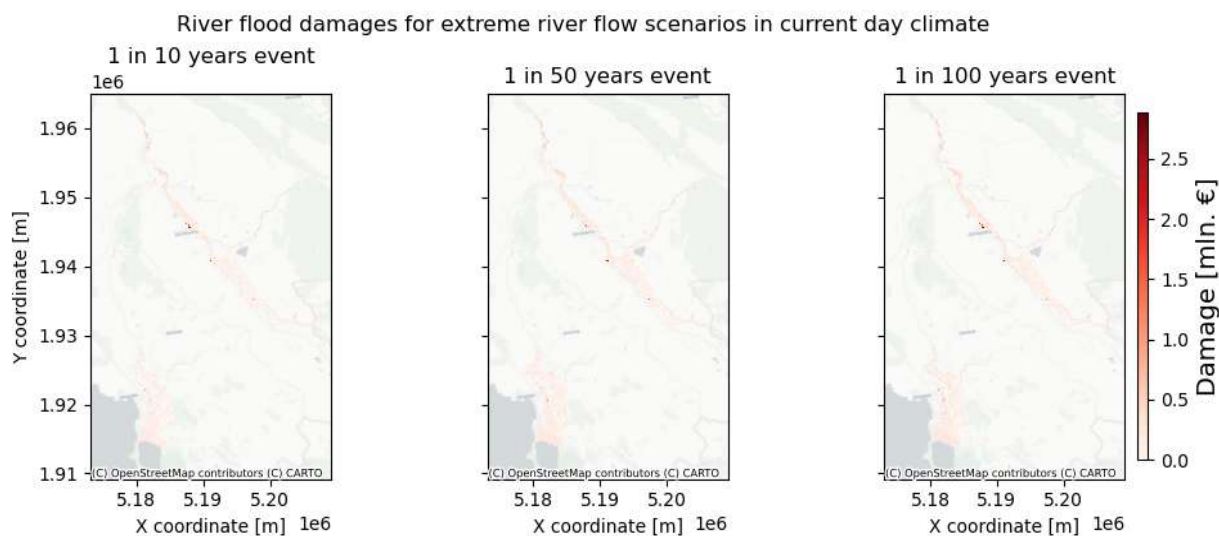 River flood damages for extreme river flow scenarios in current day climate
1 in 10 years event
1 in 50 years event
1 in 100 years event
1e6
1.96
1.95
1.94
1.93
1.92
1.91
Y coordinate [m]
(C) OpenStreetMap contributors (C) CARTO
(C) OpenStreetMap contributors (C) CARTO
(C) OpenStreetMap contributors (C) CARTO
5.18 5.19 5.20
5.18 5.19 5.20
5.18 5.19 5.20
X coordinate [m] 1e6
X coordinate [m] 1e6
X coordinate [m] 1e6
2.5
2.0
1.5
1.0
0.5
0.0
Damage [mln. €]